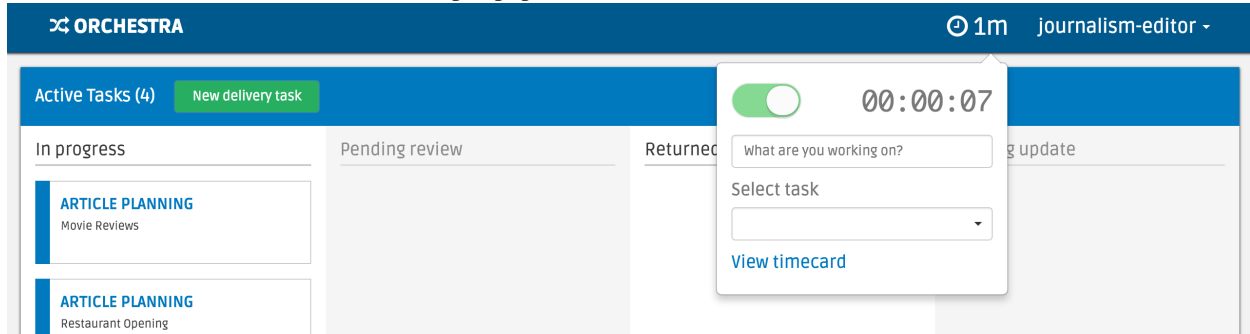 ORCHESTRA
1m
journalism-editor
Active Tasks (4)
New delivery task
00:00:07
In progress
Pending review
Returned
update
What are you working on?
Select task
View timecard
ARTICLE PLANNING
Movie Reviews
ARTICLE PLANNING
Restaurant Opening